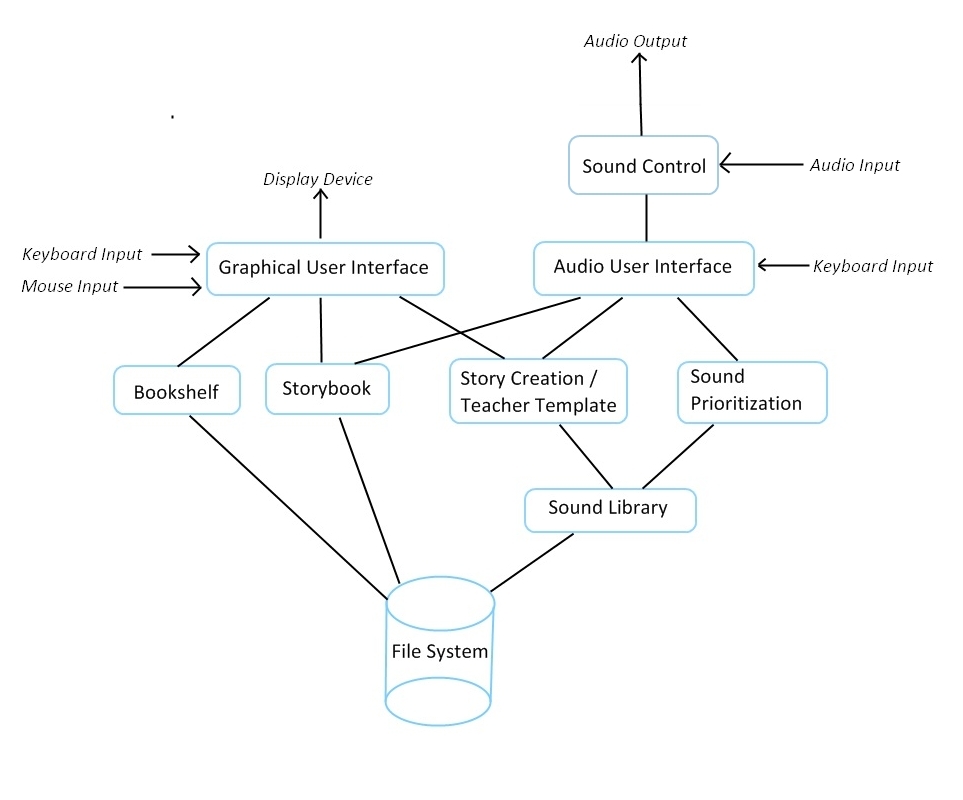 Audio Output
Sound Control
Audio Input
Display Device
Keyboard Input
Mouse Input
Graphical User Interface
Audio User Interface
Keyboard Input
Bookshelf
Storybook
Story Creation /
Teacher Template
Sound
Prioritization
Sound Library
File System